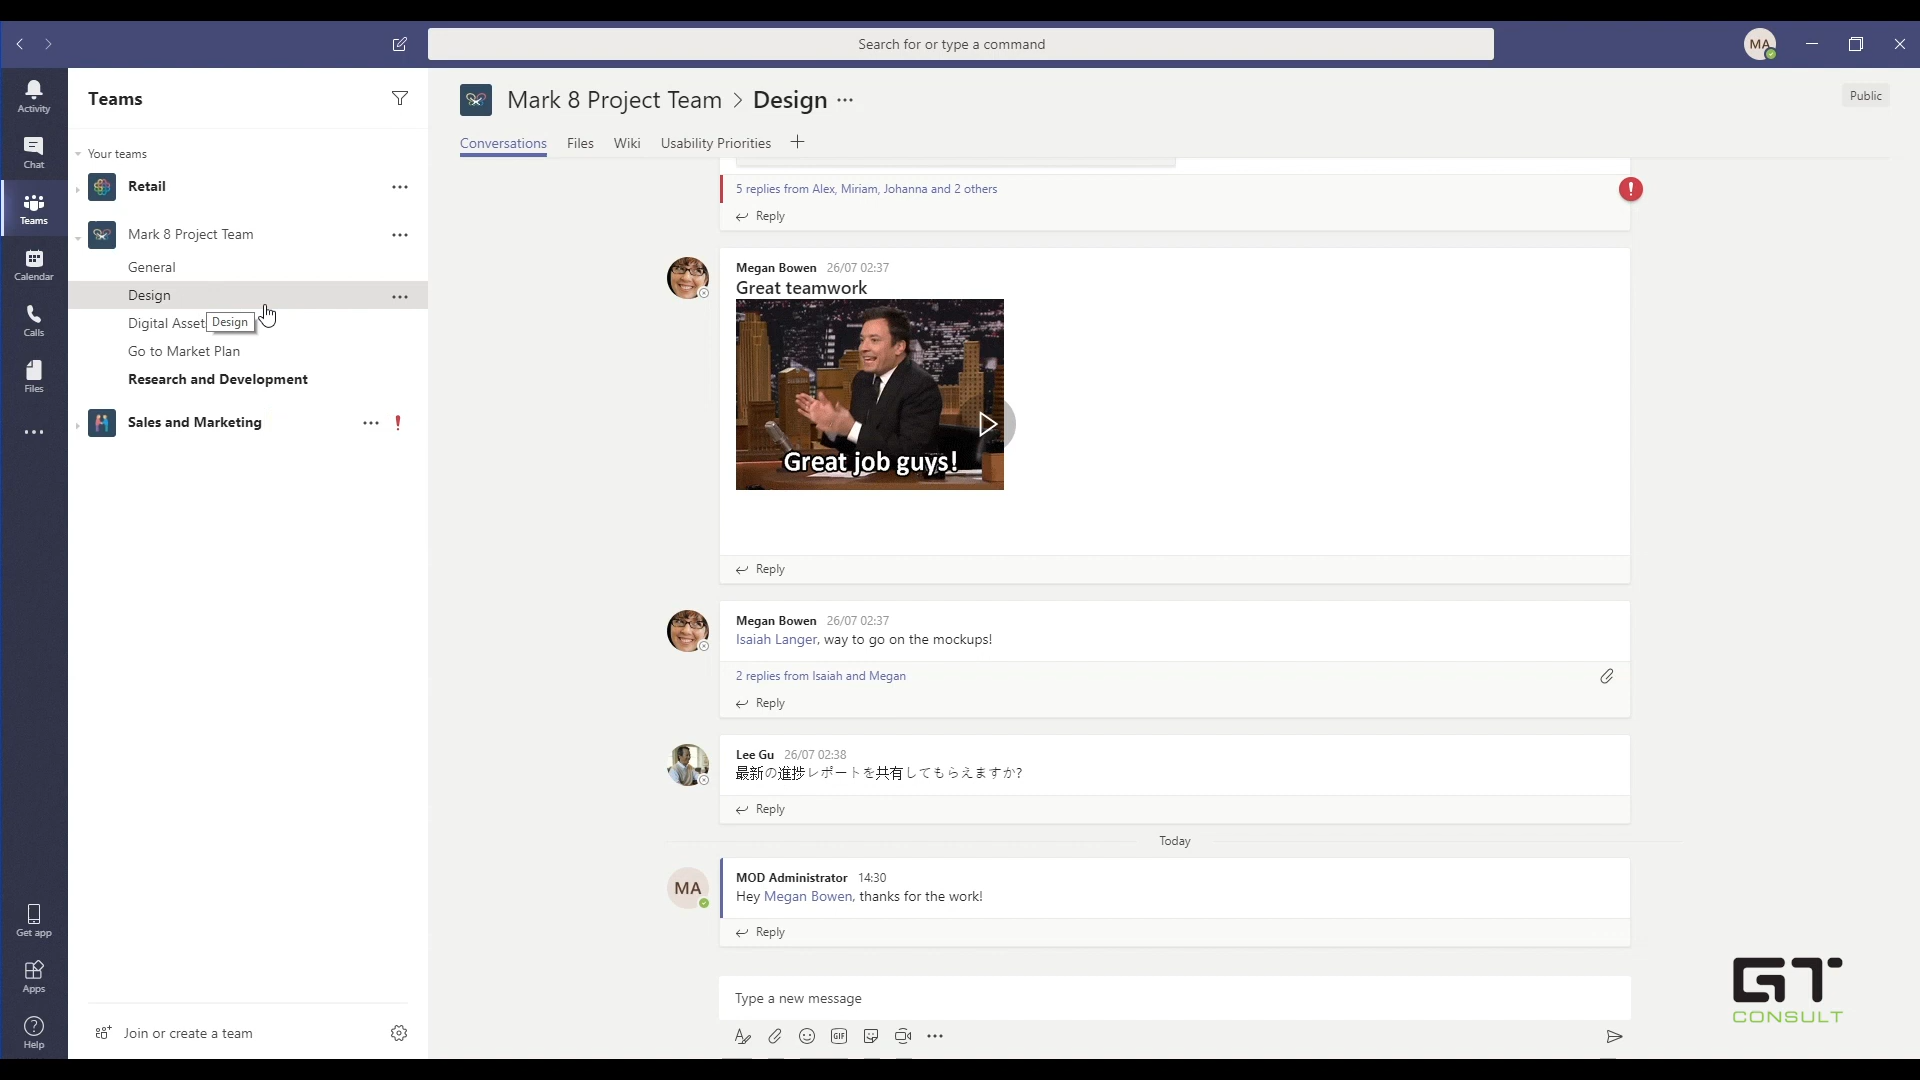 Search for or type a command
MA
Activity
Chat
Teams
Calendar
Calls
Files
Get app
Apps
Help
Teams
Your teams
Retail
Mark 8 Project Team
General
Design
Digital Asset
Design
Go to Market Plan
Research and Development
Sales and Marketing
Join or create a team
Mark 8 Project Team > Design
Public
Conversations Files Wiki Usability Priorities
5 replies from Alex, Miriam, Johanna and 2 others
Reply
Megan Bowen 26/07 02:37
Great teamwork
Great job guys!
Reply
Megan Bowen 26/07 02:37
Isaiah Langer, way to go on the mockups!
2 replies from Isaiah and Megan
Reply
Lee Gu 26/07 02:38
最新の進捗レポートを共有してもらえますか?
Reply
Today
MA
MOD Administrator 14:30
Hey Megan Bowen, thanks for the work!
Reply
Type a new message
GIF
GT
CONSULT